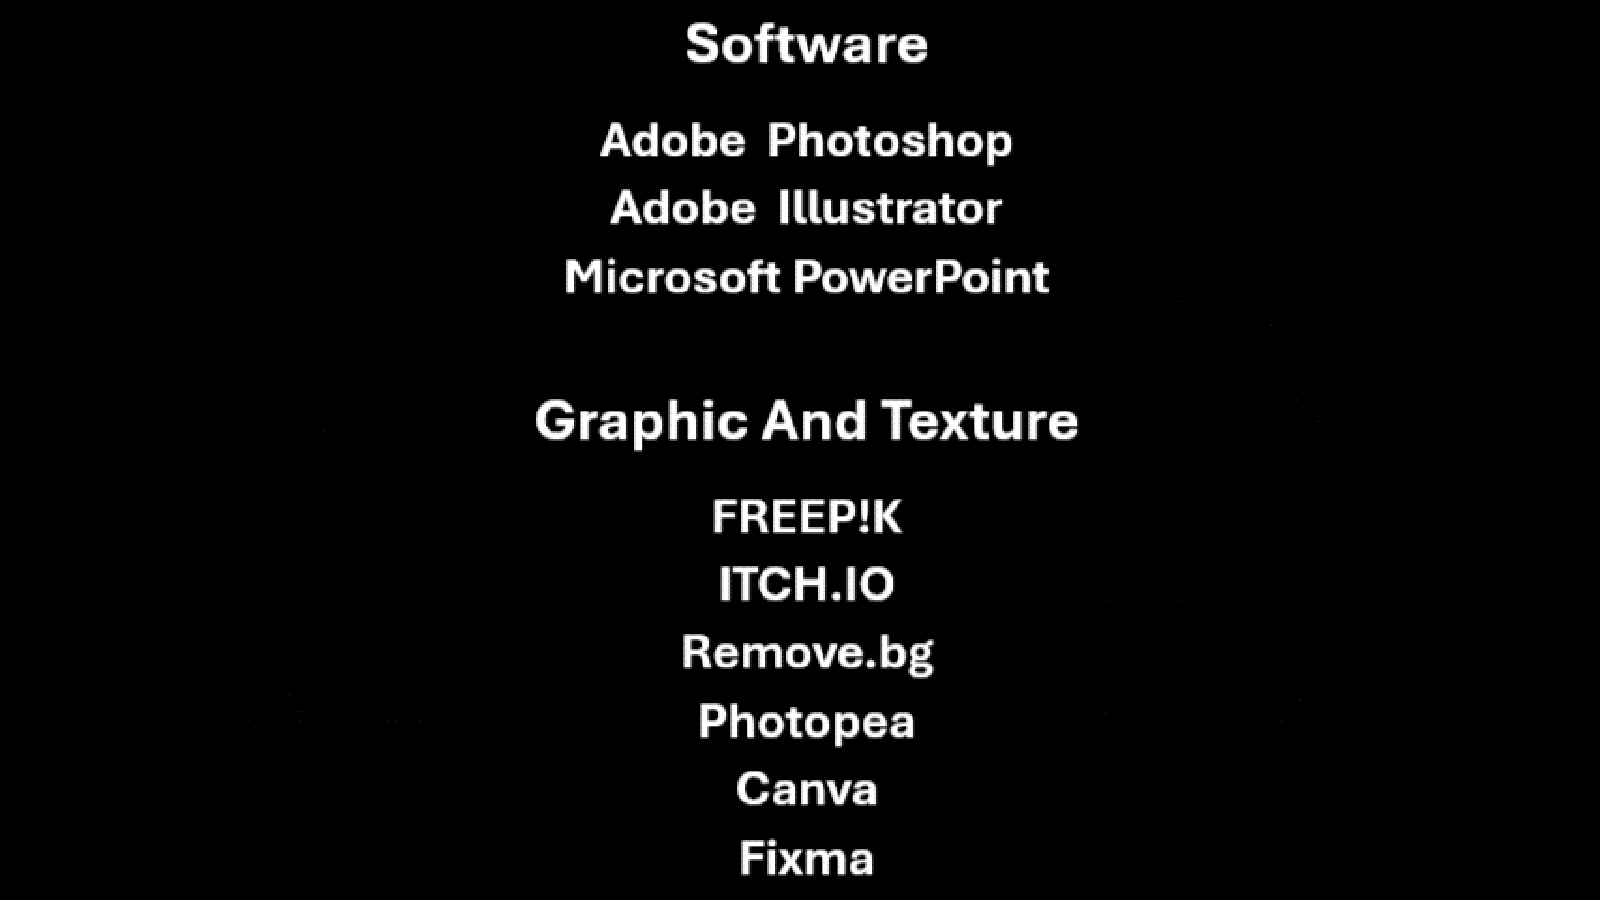 Software
Adobe Photoshop
Adobe Illustrator
Microsoft PowerPoint
Graphic And Texture
FREEP!K
ITCH.IO
Remove.bg
Photopea
Canva
Fixma